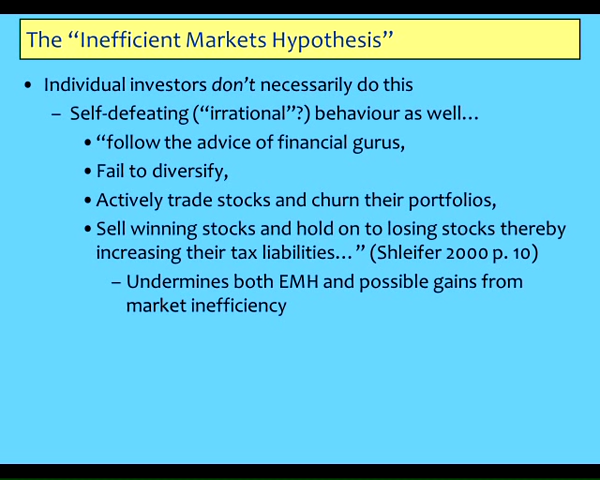 The “Inefficient Markets Hypothesis”
• Individual investors don’t necessarily do this
– Self-defeating (“irrational”?) behaviour as well…
• “follow the advice of financial gurus,
• Fail to diversify,
• Actively trade stocks and churn their portfolios,
• Sell winning stocks and hold on to losing stocks thereby
increasing their tax liabilities…” (Shleifer 2000 p. 10)
– Undermines both EMH and possible gains from
market inefficiency